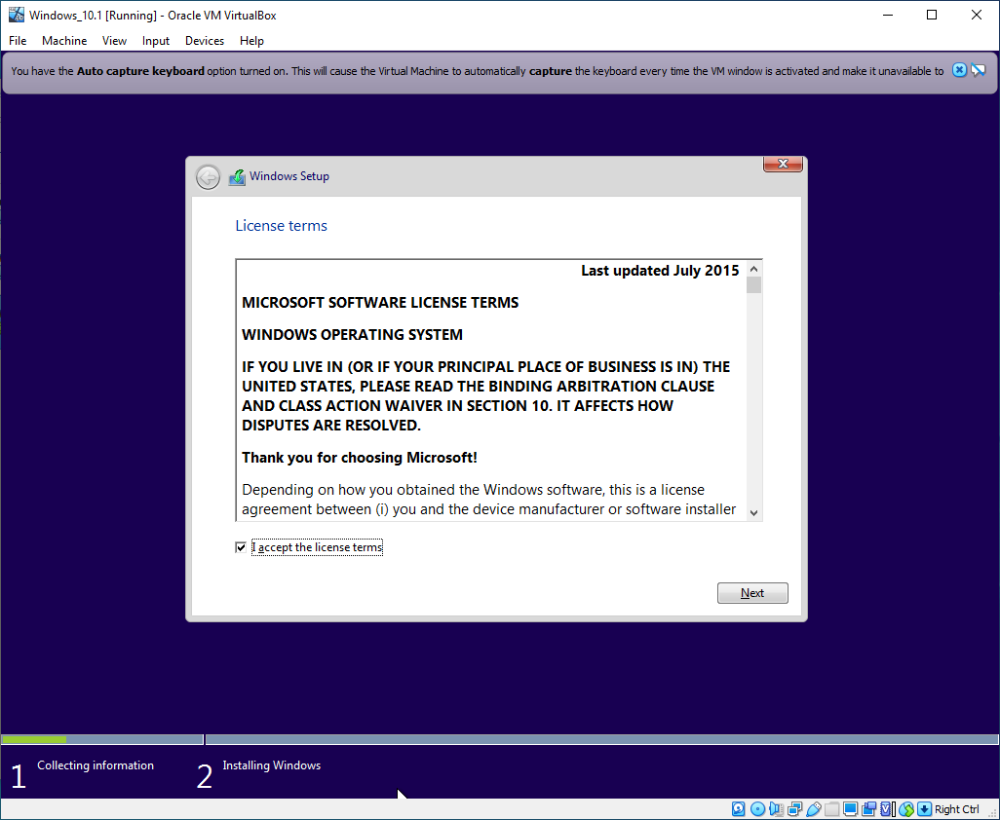 Windows_10.1 [Running] - Oracle VM VirtualBox
File Machine View Input Devices Help
You have the Auto capture keyboard option turned on. This will cause the Virtual Machine to automatically capture the keyboard every time the VM window is activated and make it unavailable to
Windows Setup
License terms
Last updated July 2015
MICROSOFT SOFTWARE LICENSE TERMS
WINDOWS OPERATING SYSTEM
IF YOU LIVE IN (OR IF YOUR PRINCIPAL PLACE OF BUSINESS IS IN) THE
UNITED STATES, PLEASE READ THE BINDING ARBITRATION CLAUSE
AND CLASS ACTION WAIVER IN SECTION 10. IT AFFECTS HOW
DISPUTES ARE RESOLVED.
Thank you for choosing Microsoft!
Depending on how you obtained the Windows software, this is a license
agreement between (i) you and the device manufacturer or software installer
I accept the license terms
Next
1 Collecting information
2 Installing Windows
Right Ctrl